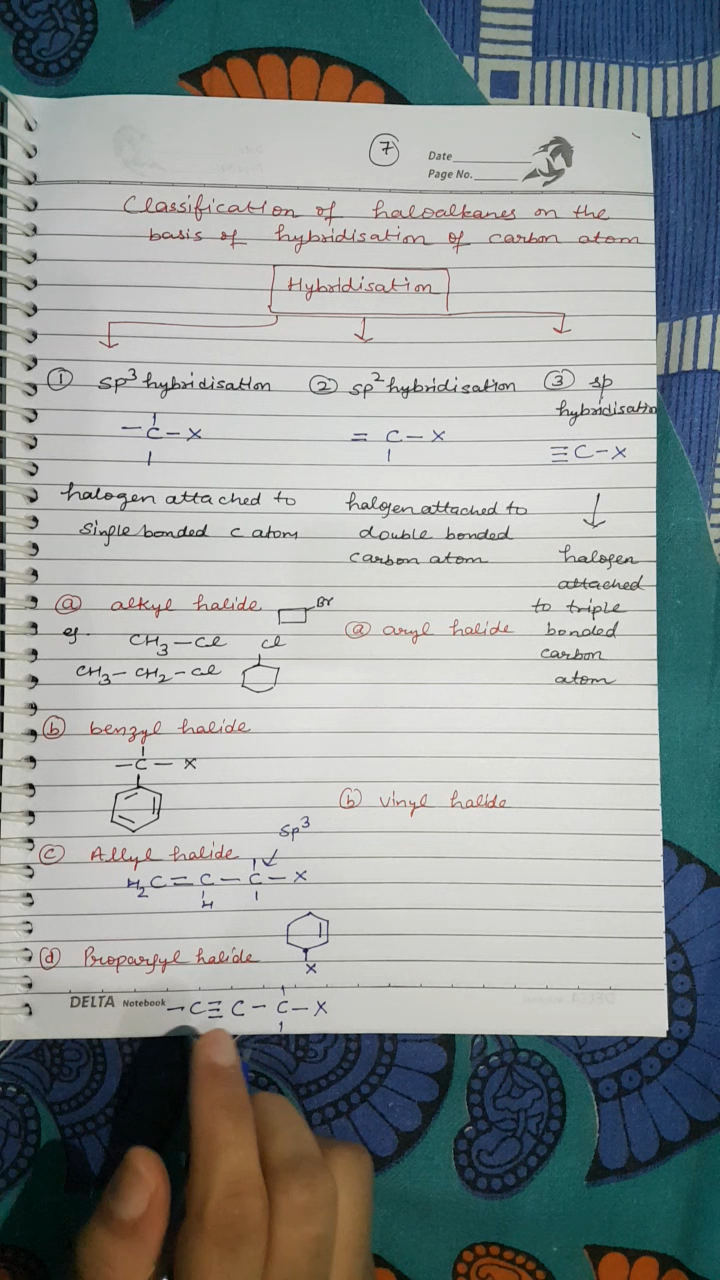 7
Date
Page No.
Classification of haloalkanes on the
basis of hybridisation of carbon atom
Hybridisation
① sp³ hybridisation
-C-X
halogen attached to
single bonded c atom
ⓐ alkyl halide
Br
eg. CH₃-Cl
Cl
CH₃-CH₂-Cl
ⓑ benzyl halide
-C-X
ⓒ Allyl halide
sp³
H₂C=C-C-X
H
ⓓ Propargyl halide
X
-C≡C-C-X
② sp² hybridisation
=C-X
halogen attached to
double bonded
carbon atom
ⓐ aryl halide
ⓑ vinyl halide
③ sp
hybridisatio
≡C-X
halogen
attached
to triple
bonded
carbon
atom
DELTA Notebook